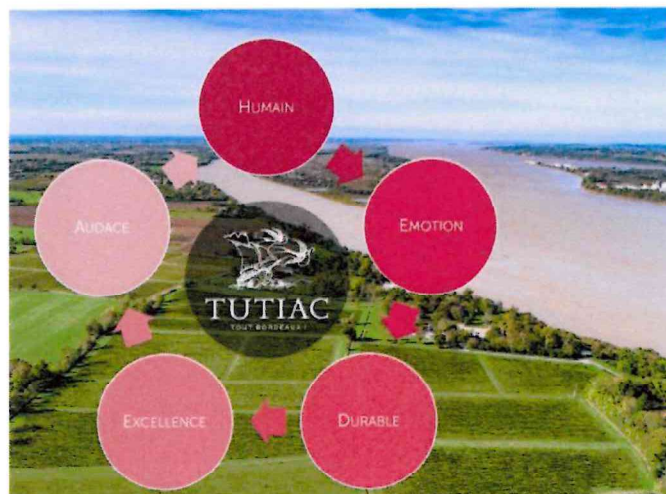 HUMAIN
EMOTION
DURABLE
EXCELLENCE
AUDACE
TUTIAC
TOUT BORDEAUX !